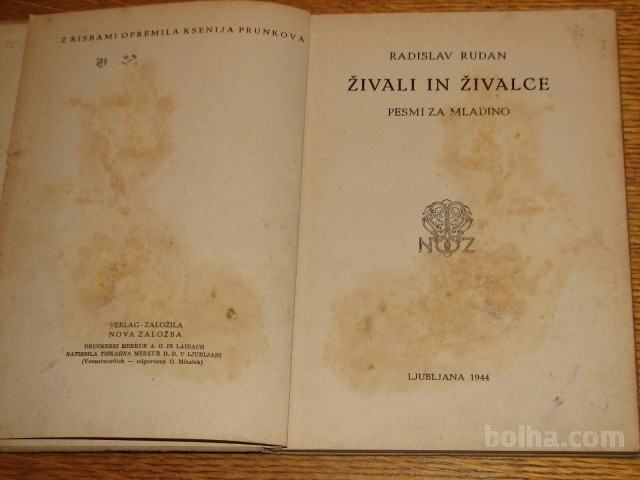 Z RISBAMI OPREMILA KSENIJA PRUNKOVA
VERLAG-ZALOŽILA
NOVA ZALOŽBA
DRUCKEREI MERKUR A. G. IN LAIBACH
NATISNILA TISKARNA MERKUR D. D. V LJUBLJANI
(Verantwortlich — odgovoren O. Mihalek)
RADISLAV RUDAN
ŽIVALI IN ŽIVALCE
PESMI ZA MLADINO
NZ
LJUBLJANA 1944
bolha.com